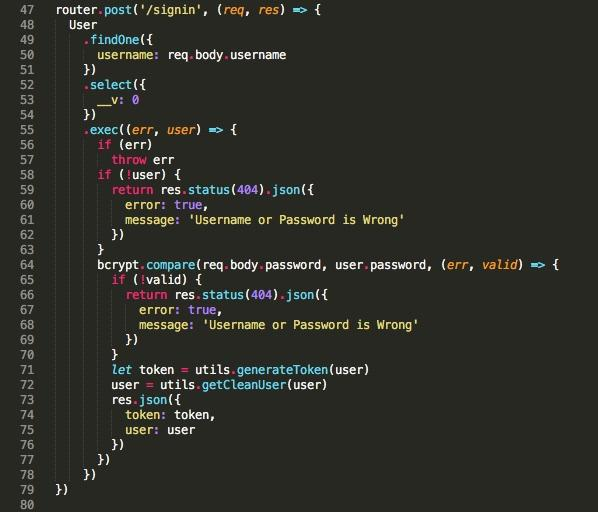 47 router.post('/signin', (req, res) => {
48   User
49     .findOne({
50       username: req.body.username
51     })
52     .select({
53       __v: 0
54     })
55     .exec((err, user) => {
56       if (err)
57         throw err
58       if (!user) {
59         return res.status(404).json({
60           error: true,
61           message: 'Username or Password is Wrong'
62         })
63       }
64       bcrypt.compare(req.body.password, user.password, (err, valid) => {
65         if (!valid) {
66           return res.status(404).json({
67             error: true,
68             message: 'Username or Password is Wrong'
69           })
70         }
71         let token = utils.generateToken(user)
72         user = utils.getCleanUser(user)
73         res.json({
74           token: token,
75           user: user
76         })
77       })
78     })
79 })
80